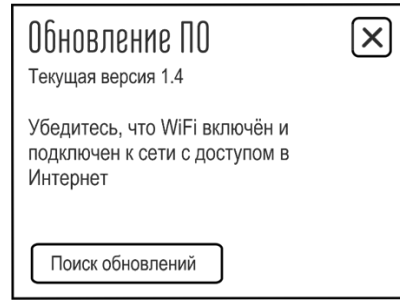 Обновление ПО
Текущая версия 1.4
Убедитесь, что WiFi включён и
подключен к сети с доступом в
Интернет
Поиск обновлений